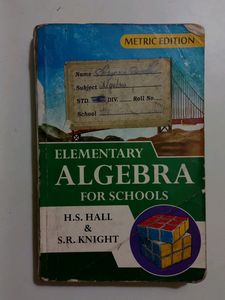 METRIC EDITION
Name
Subject Algebra
STD. DIV. Roll No.
School
ELEMENTARY
ALGEBRA
FOR SCHOOLS
H.S. HALL
&
S.R. KNIGHT